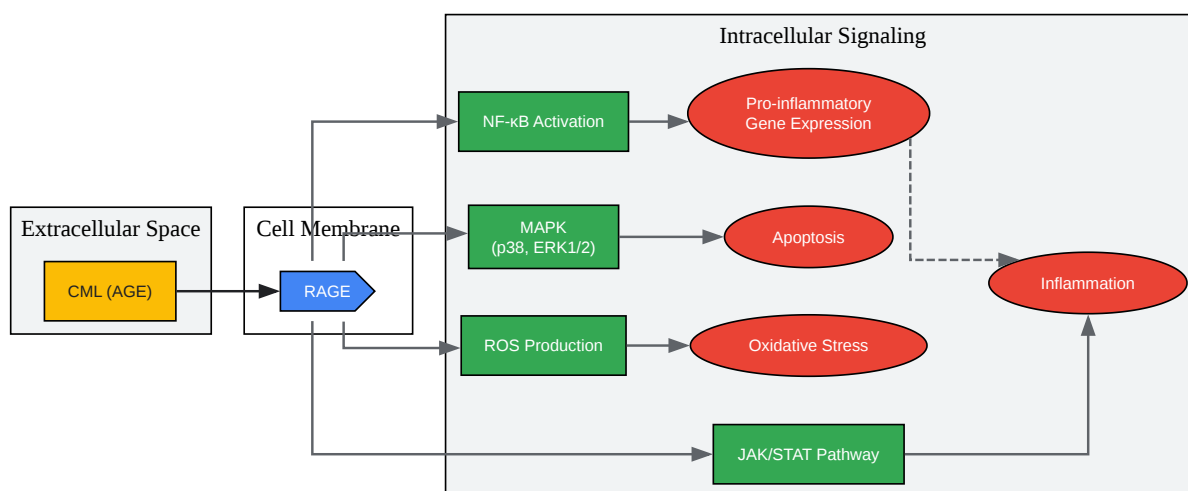 Intracellular Signaling
Pro-inflammatory
Gene Expression
NF-κB Activation
Extracellular Space
Cell Membrane
MAPK
(p38, ERK1/2)
Apoptosis
CML (AGE)
RAGE
Inflammation
ROS Production
Oxidative Stress
JAK/STAT Pathway